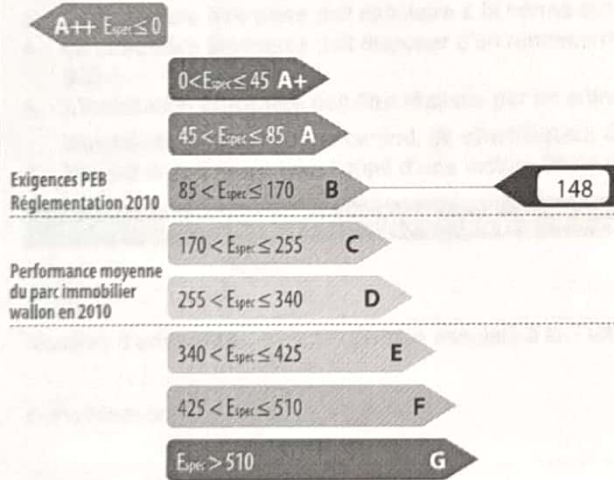 A++ Espec ≤ 0
0 < Espec ≤ 45 A+
45 < Espec ≤ 85 A
Exigences PEB
Réglementation 2010
85 < Espec ≤ 170 B
148
170 < Espec ≤ 255 C
Performance moyenne
du parc immobilier
wallon en 2010
255 < Espec ≤ 340 D
340 < Espec ≤ 425 E
425 < Espec ≤ 510 F
Espec > 510 G